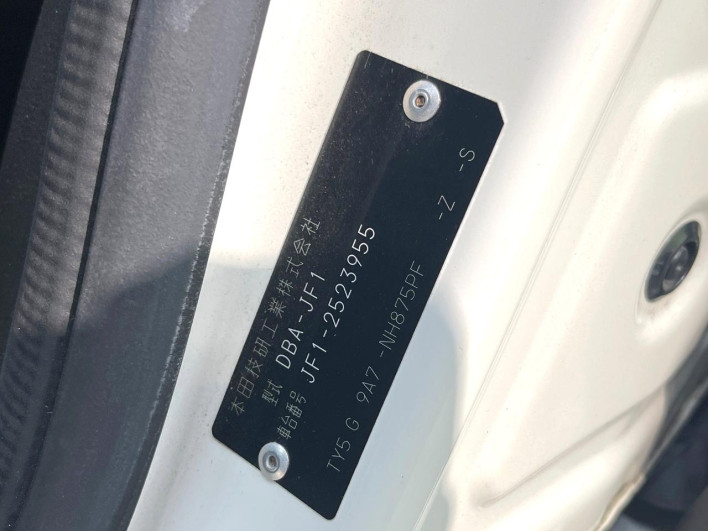 本田技研工業株式会社
型式 DBA-JF1
車台番号 JF1-2523955
TY5 G 9A7 -NH875PF -Z -S